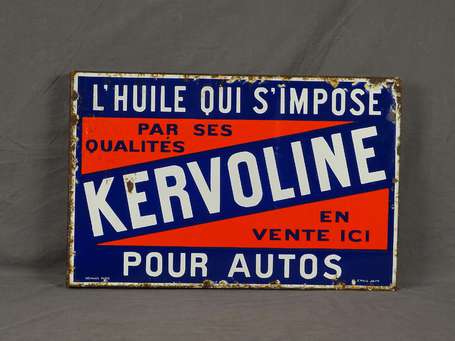 L'HUILE QUI S'IMPOSE
PAR SES
QUALITÉS
KERVOLINE
EN
VENTE ICI
POUR AUTOS